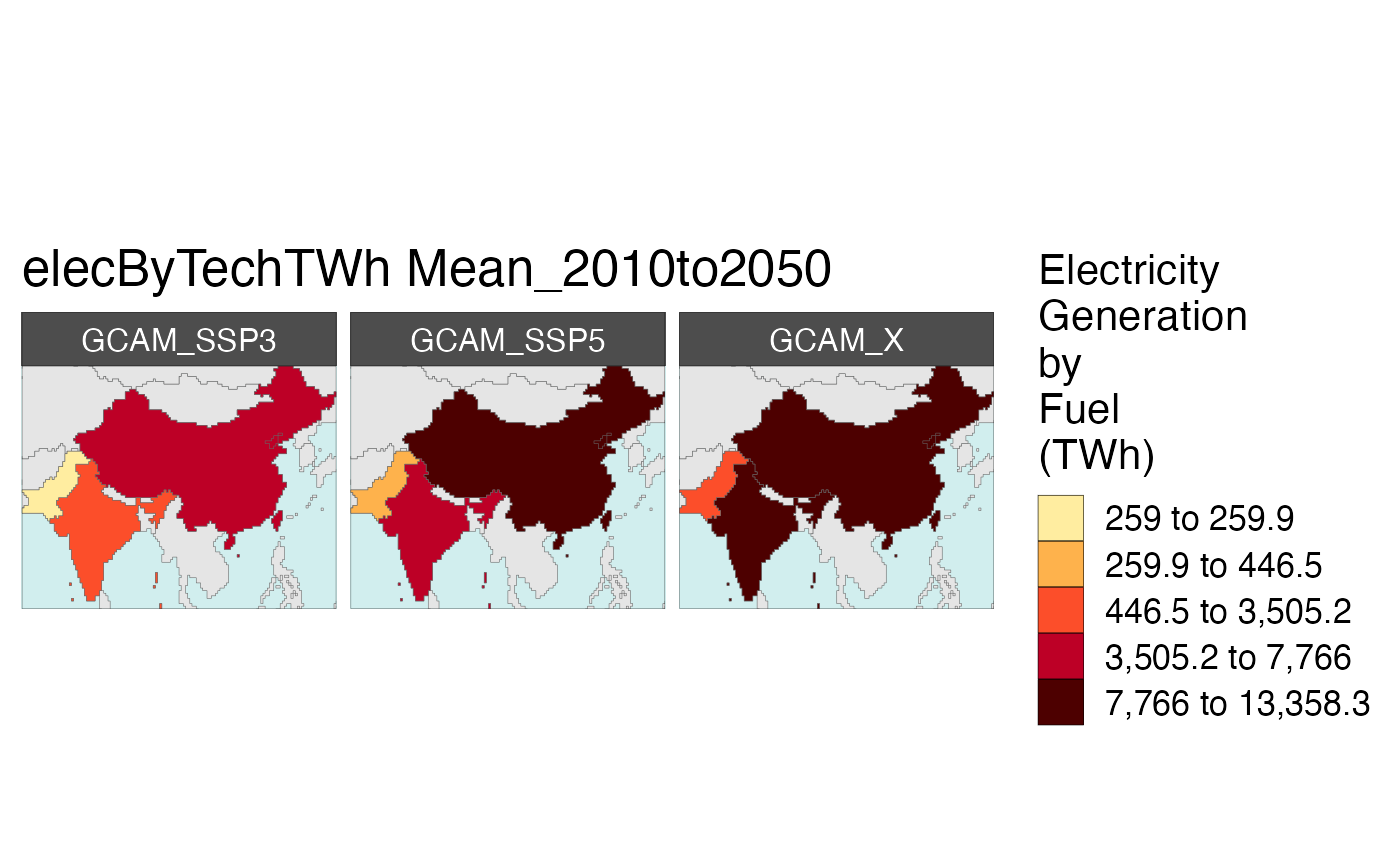 elecByTechTWh Mean_2010to2050
GCAM_SSP3
GCAM_SSP5
GCAM_X
Electricity
Generation
by
Fuel
(TWh)
259 to 259.9
259.9 to 446.5
446.5 to 3,505.2
3,505.2 to 7,766
7,766 to 13,358.3